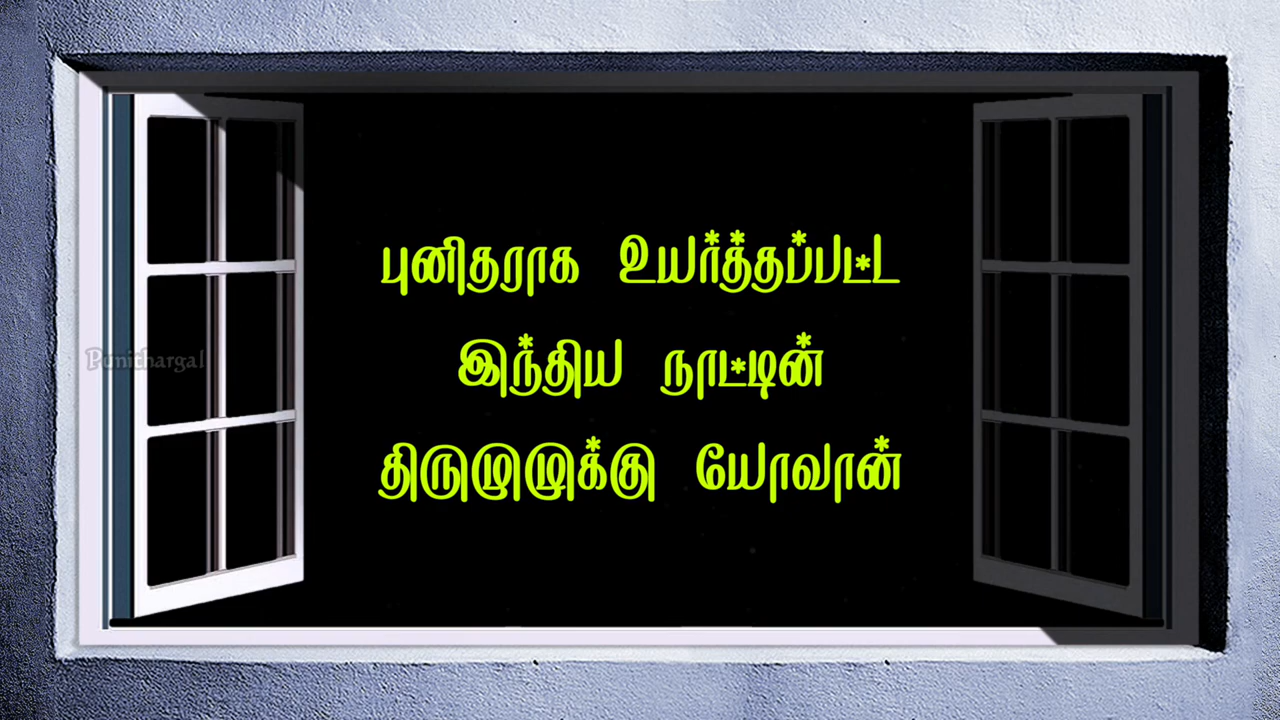 புனிதராக உயர்த்தப்பட்ட
இந்திய நாட்டின்
திருமுழுக்கு யோவான்
Punithargal